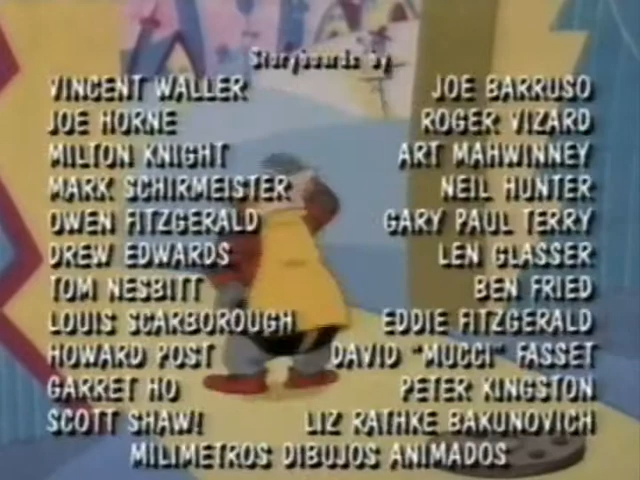 Storyboards by
VINCENT WALLER JOE BARRUSO
JOE HORNE ROGER VIZARD
MILTON KNIGHT ART MAHWINNEY
MARK SCHIRMEISTER NEIL HUNTER
OWEN FITZGERALD GARY PAUL TERRY
DREW EDWARDS LEN GLASSER
TOM NESBITT BEN FRIED
LOUIS SCARBOROUGH EDDIE FITZGERALD
HOWARD POST DAVID "MUCCI" FASSET
GARRET HO PETER KINGSTON
SCOTT SHAW! LIZ RATHKE BAKUNOVICH
MILIMETROS DIBUJOS ANIMADOS